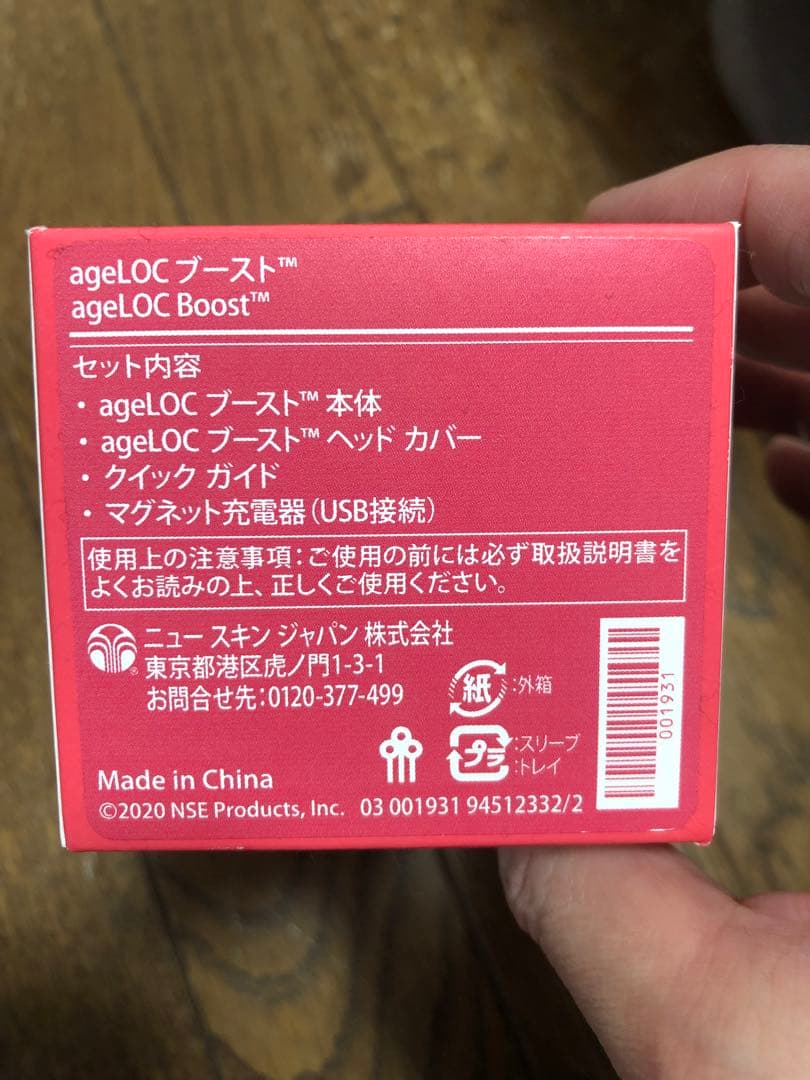 ageLOC ブースト™
ageLOC Boost™
セット内容
・ ageLOC ブースト™ 本体
・ ageLOC ブースト™ ヘッド カバー
・ クイック ガイド
・ マグネット充電器(USB接続)
使用上の注意事項:ご使用の前には必ず取扱説明書を
よくお読みの上、正しくご使用ください。
ニュー スキン ジャパン 株式会社
東京都港区虎ノ門1-3-1
お問合せ先:0120-377-499
紙:外箱
プラ:スリーブ
:トレイ
001931
Made in China
©2020 NSE Products, Inc. 03 001931 94512332/2